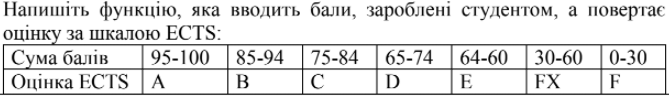 Напишіть функцію, яка вводить бали, зароблені студентом, а повертає
оцінку за шкалою ECTS:
Сума балів 95-100 85-94 75-84 65-74 64-60 30-60 0-30
Оцінка ECTS A B C D E FX F